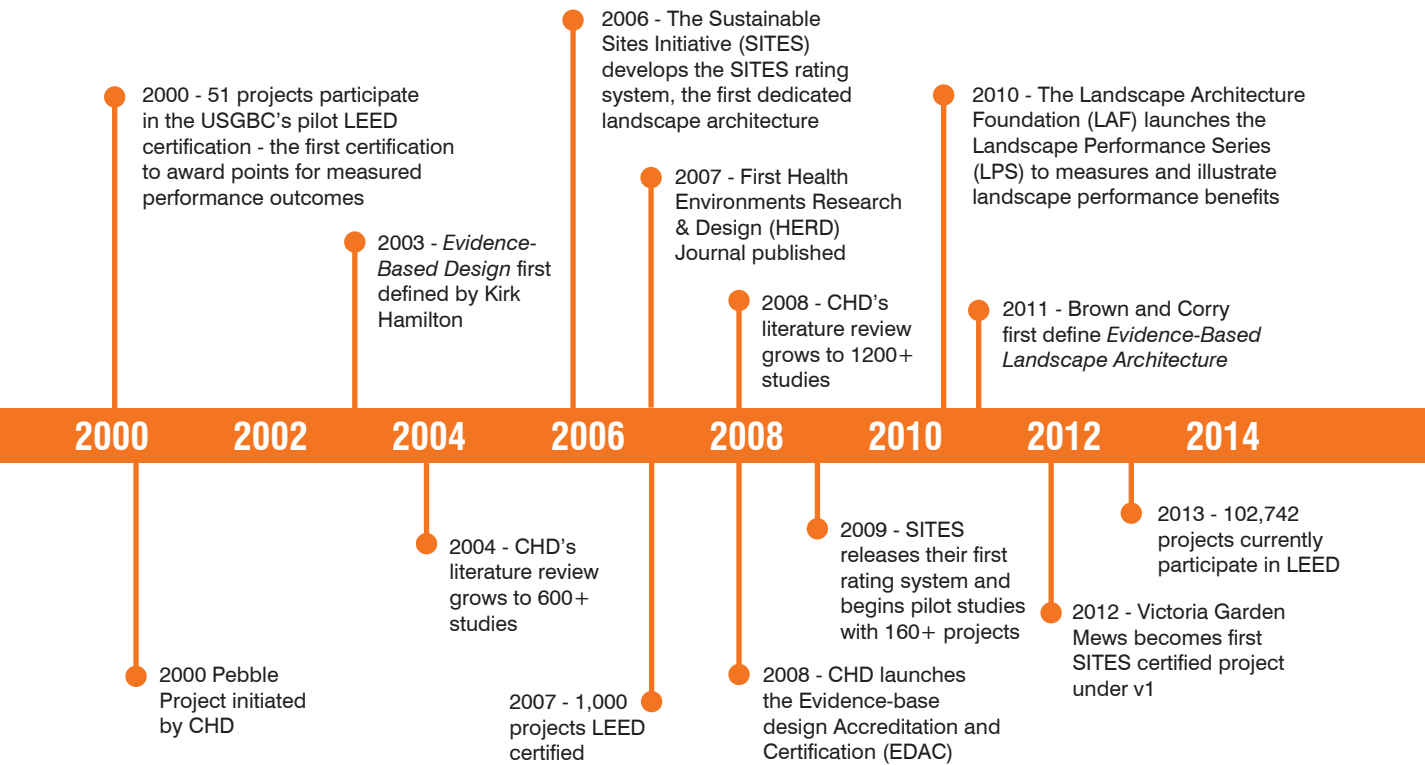 2000 - 51 projects participate
in the USGBC's pilot LEED
certification - the first certification
to award points for measured
performance outcomes
2003 - Evidence-
Based Design first
defined by Kirk
Hamilton
2006 - The Sustainable
Sites Initiative (SITES)
develops the SITES rating
system, the first dedicated
landscape architecture
2007 - First Health
Environments Research
& Design (HERD)
Journal published
2008 - CHD's
literature review
grows to 1200+
studies
2010 - The Landscape Architecture
Foundation (LAF) launches the
Landscape Performance Series
(LPS) to measures and illustrate
landscape performance benefits
2011 - Brown and Corry
first define Evidence-Based
Landscape Architecture
2000 2002 2004 2006 2008 2010 2012 2014
2000 Pebble
Project initiated
by CHD
2004 - CHD's
literature review
grows to 600+
studies
2007 - 1,000
projects LEED
certified
2008 - CHD launches
the Evidence-base
design Accreditation and
Certification (EDAC)
2009 - SITES
releases their first
rating system and
begins pilot studies
with 160+ projects
2012 - Victoria Garden
Mews becomes first
SITES certified project
under v1
2013 - 102,742
projects currently
participate in LEED